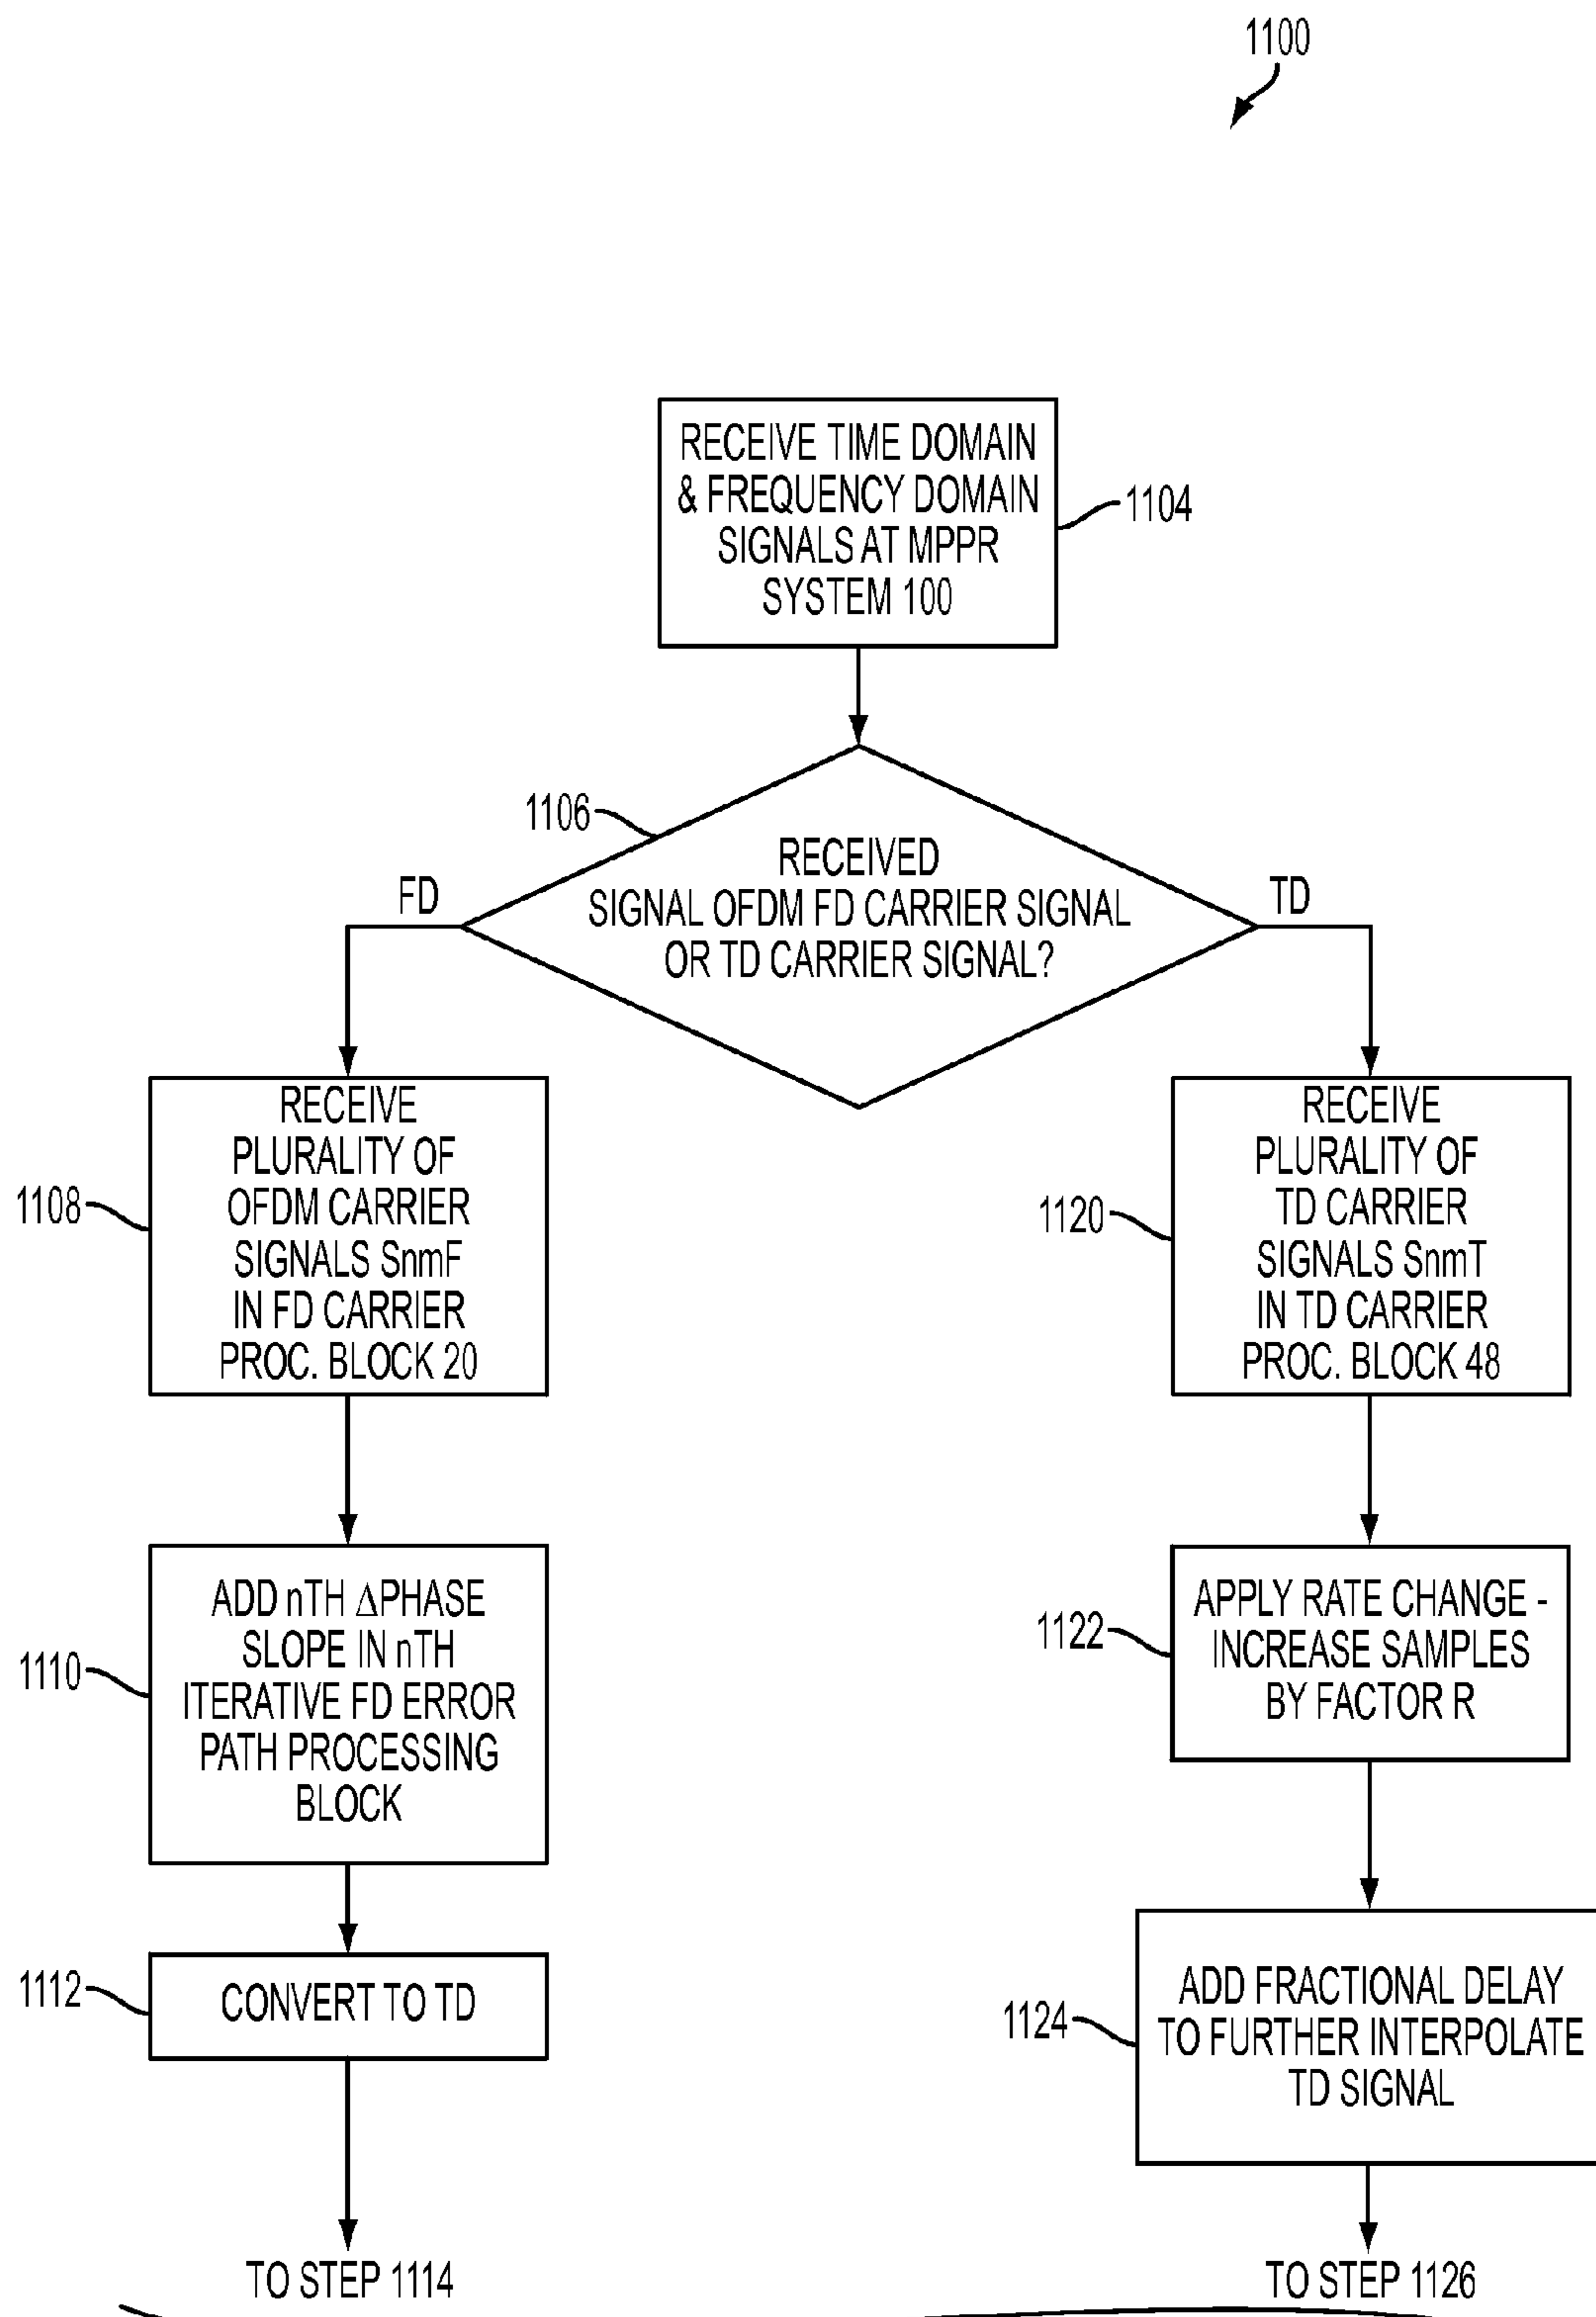 1100
RECEIVE TIME DOMAIN
& FREQUENCY DOMAIN
SIGNALS AT MPPR
SYSTEM 100
1104
1106
RECEIVED
SIGNAL OFDM FD CARRIER SIGNAL
OR TD CARRIER SIGNAL?
FD
TD
RECEIVE
PLURALITY OF
OFDM CARRIER
SIGNALS SnmF
IN FD CARRIER
PROC. BLOCK 20
1108
RECEIVE
PLURALITY OF
TD CARRIER
SIGNALS SnmT
IN TD CARRIER
PROC. BLOCK 48
1120
ADD nTH ΔPHASE
SLOPE IN nTH
ITERATIVE FD ERROR
PATH PROCESSING
BLOCK
1110
APPLY RATE CHANGE -
INCREASE SAMPLES
BY FACTOR R
1122
CONVERT TO TD
1112
ADD FRACTIONAL DELAY
TO FURTHER INTERPOLATE
TD SIGNAL
1124
TO STEP 1114
TO STEP 1126